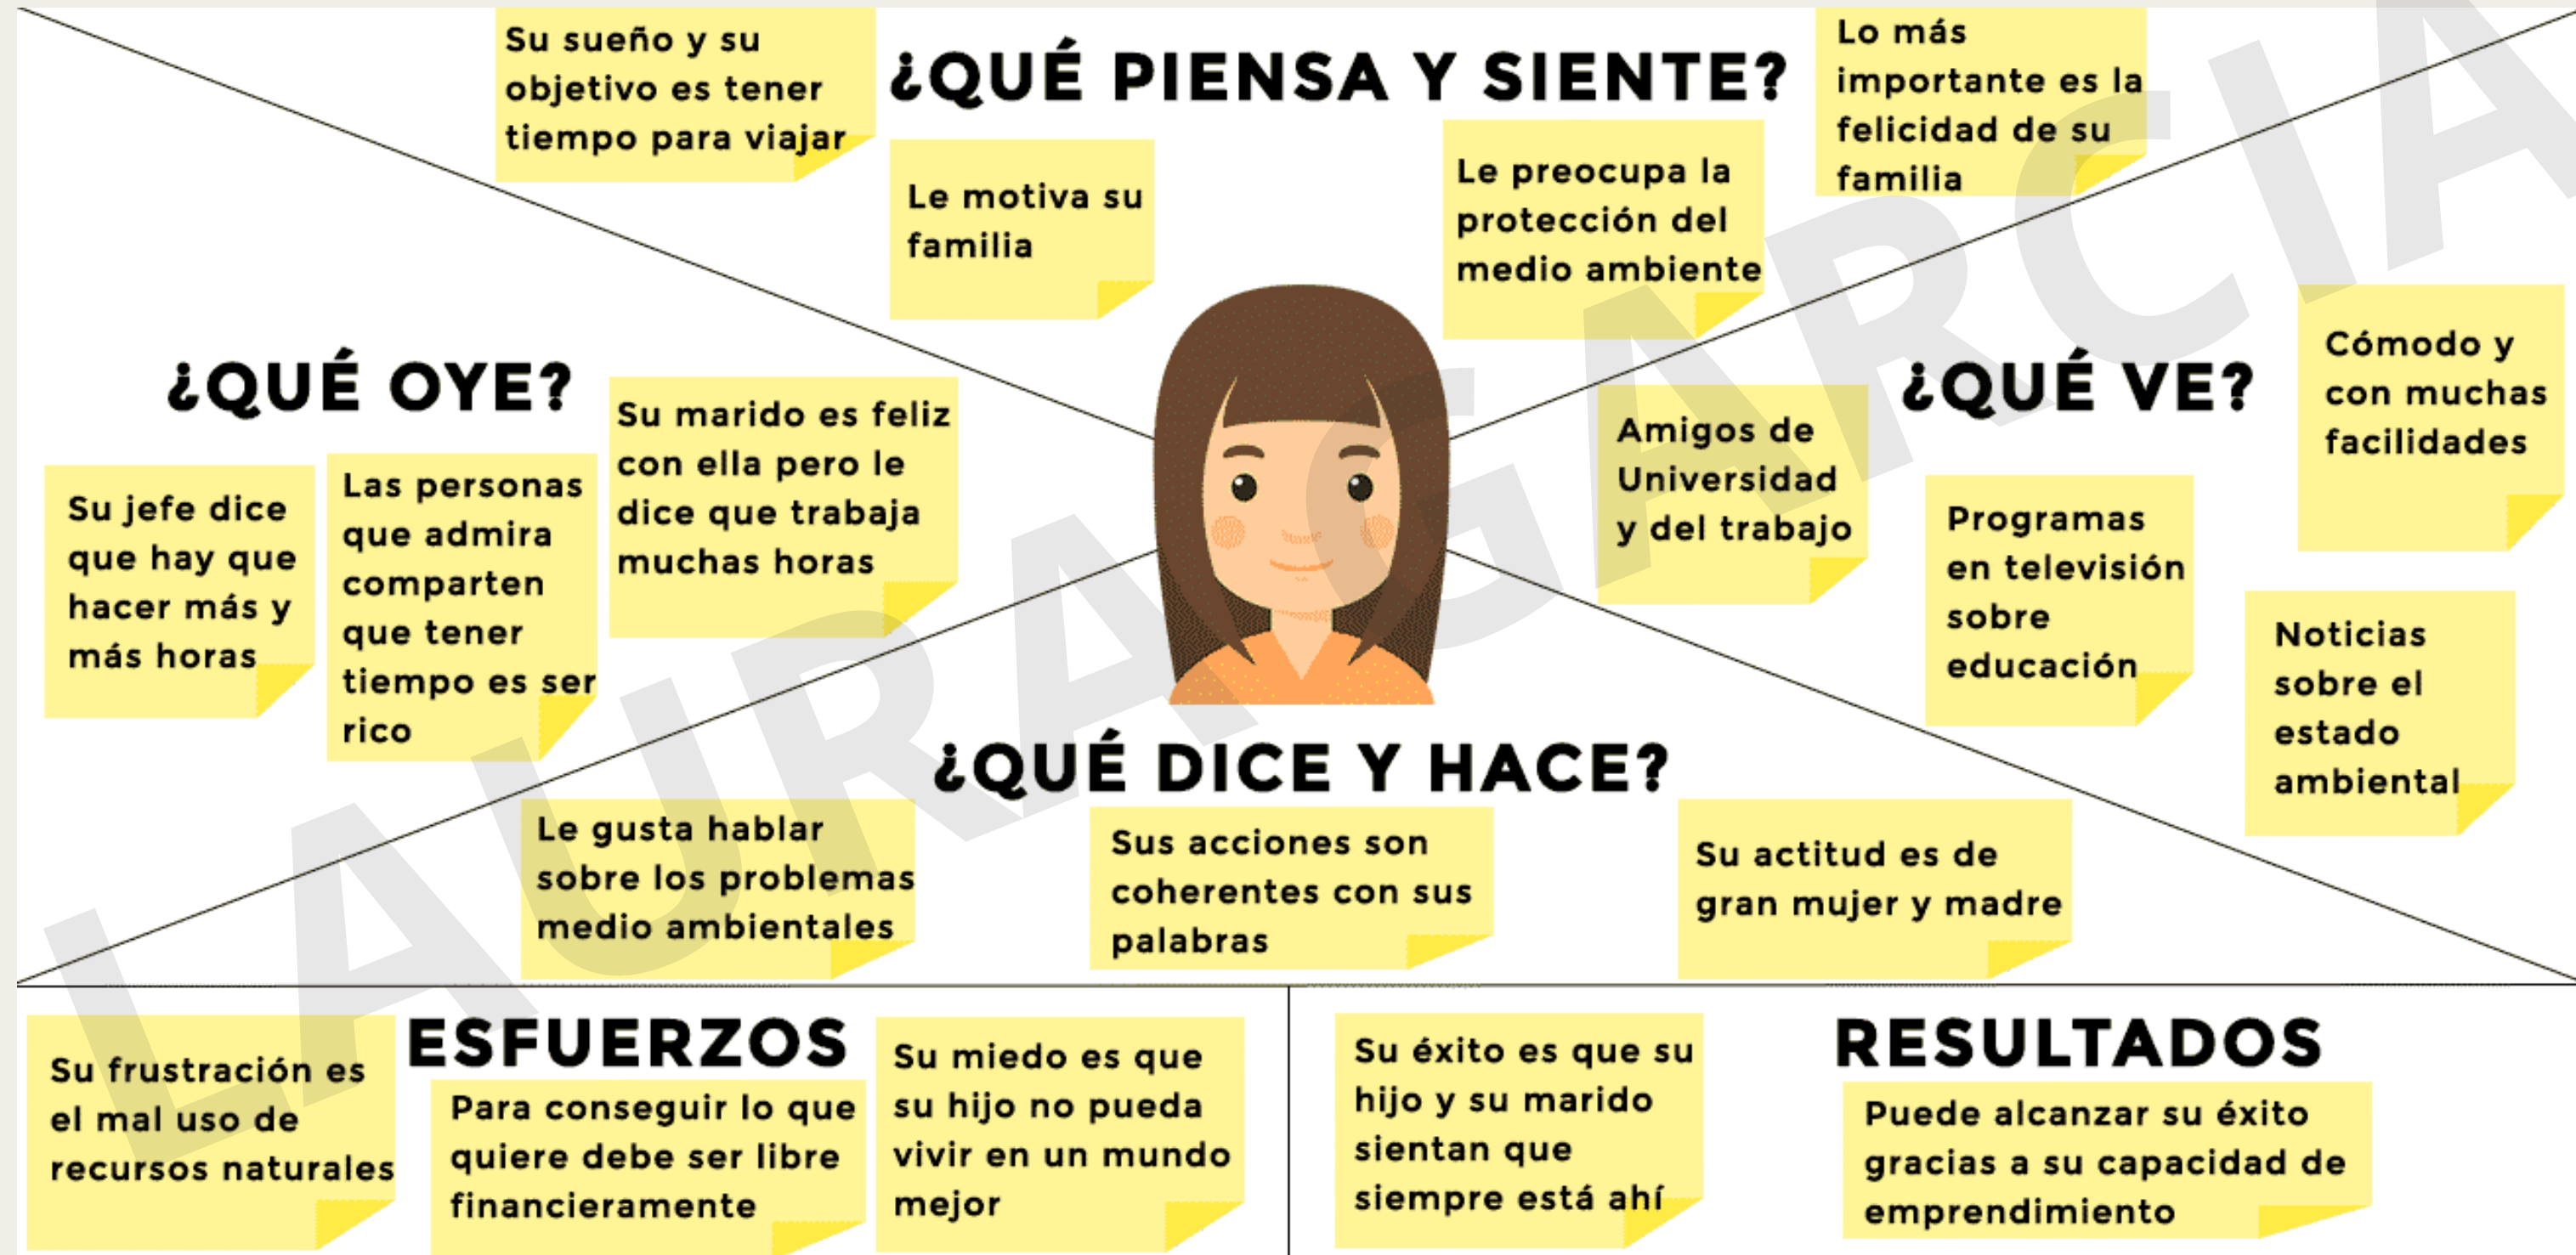 Su sueño y su
objetivo es tener
tiempo para viajar
¿QUÉ PIENSA Y SIENTE?
Le motiva su
familia
Le preocupa la
protección del
medio ambiente
Lo más
importante es la
felicidad de su
familia
¿QUÉ OYE?
Su jefe dice
que hay que
hacer más y
más horas
Las personas
que admira
comparten
que tener
tiempo es ser
rico
Su marido es feliz
con ella pero le
dice que trabaja
muchas horas
¿QUÉ VE?
Amigos de
Universidad
y del trabajo
Programas
en televisión
sobre
educación
Cómodo y
con muchas
facilidades
Noticias
sobre el
estado
ambiental
¿QUÉ DICE Y HACE?
Le gusta hablar
sobre los problemas
medio ambientales
Sus acciones son
coherentes con sus
palabras
Su actitud es de
gran mujer y madre
ESFUERZOS
Su frustración es
el mal uso de
recursos naturales
Para conseguir lo que
quiere debe ser libre
financieramente
Su miedo es que
su hijo no pueda
vivir en un mundo
mejor
RESULTADOS
Su éxito es que su
hijo y su marido
sientan que
siempre está ahí
Puede alcanzar su éxito
gracias a su capacidad de
emprendimiento
LAURA GARCIA